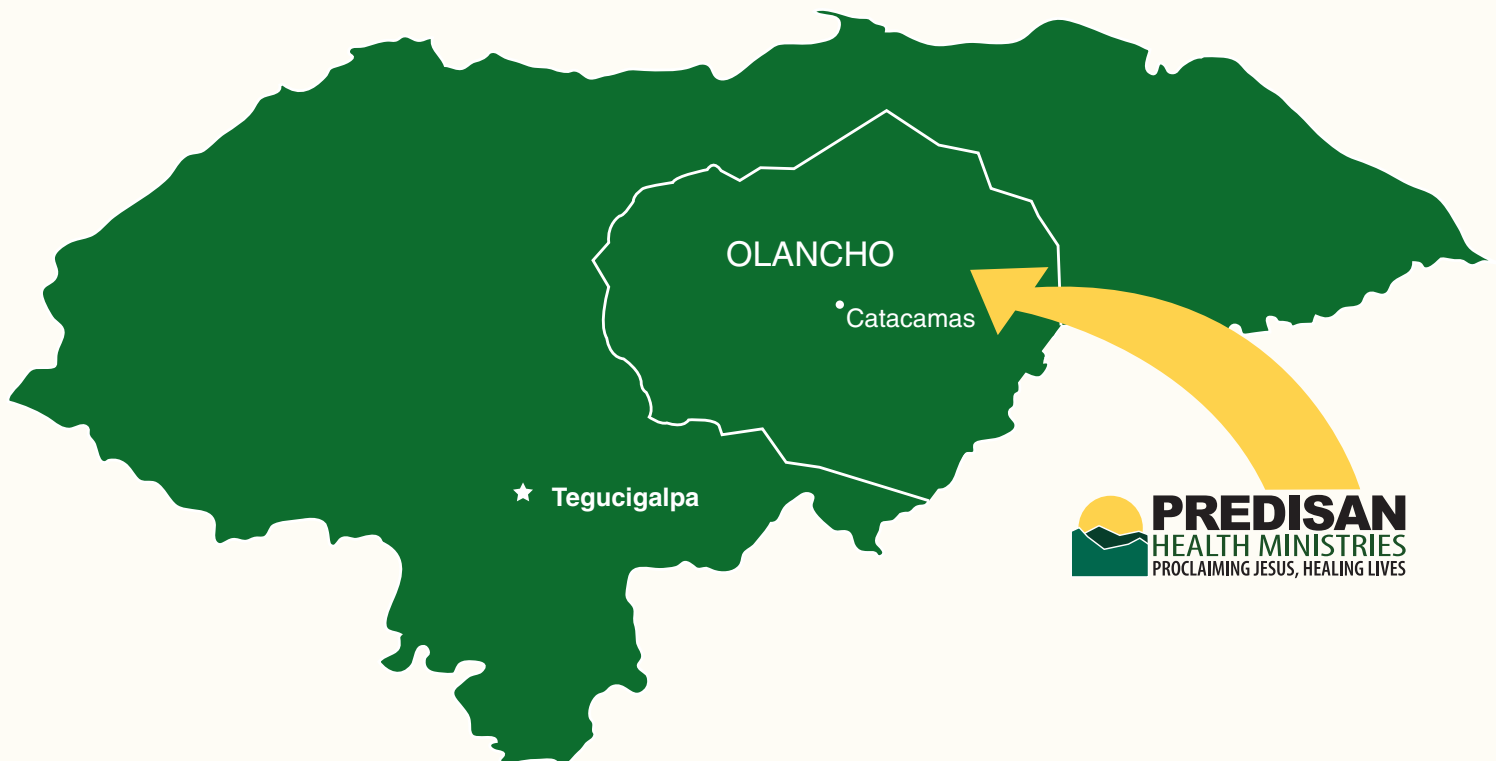 OLANCHO
Catacamas
Tegucigalpa
PREDISAN
HEALTH MINISTRIES
PROCLAIMING JESUS, HEALING LIVES